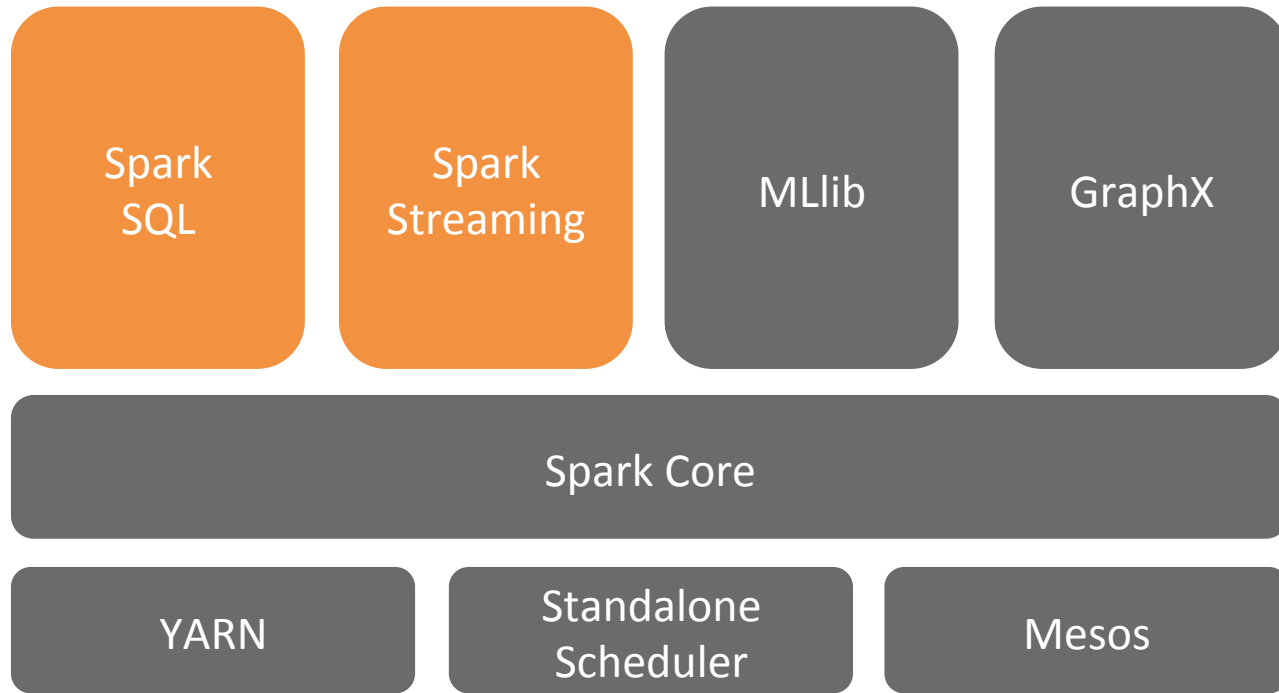 Spark
SQL
Spark
Streaming
MLlib
GraphX
Spark Core
YARN
Standalone
Scheduler
Mesos